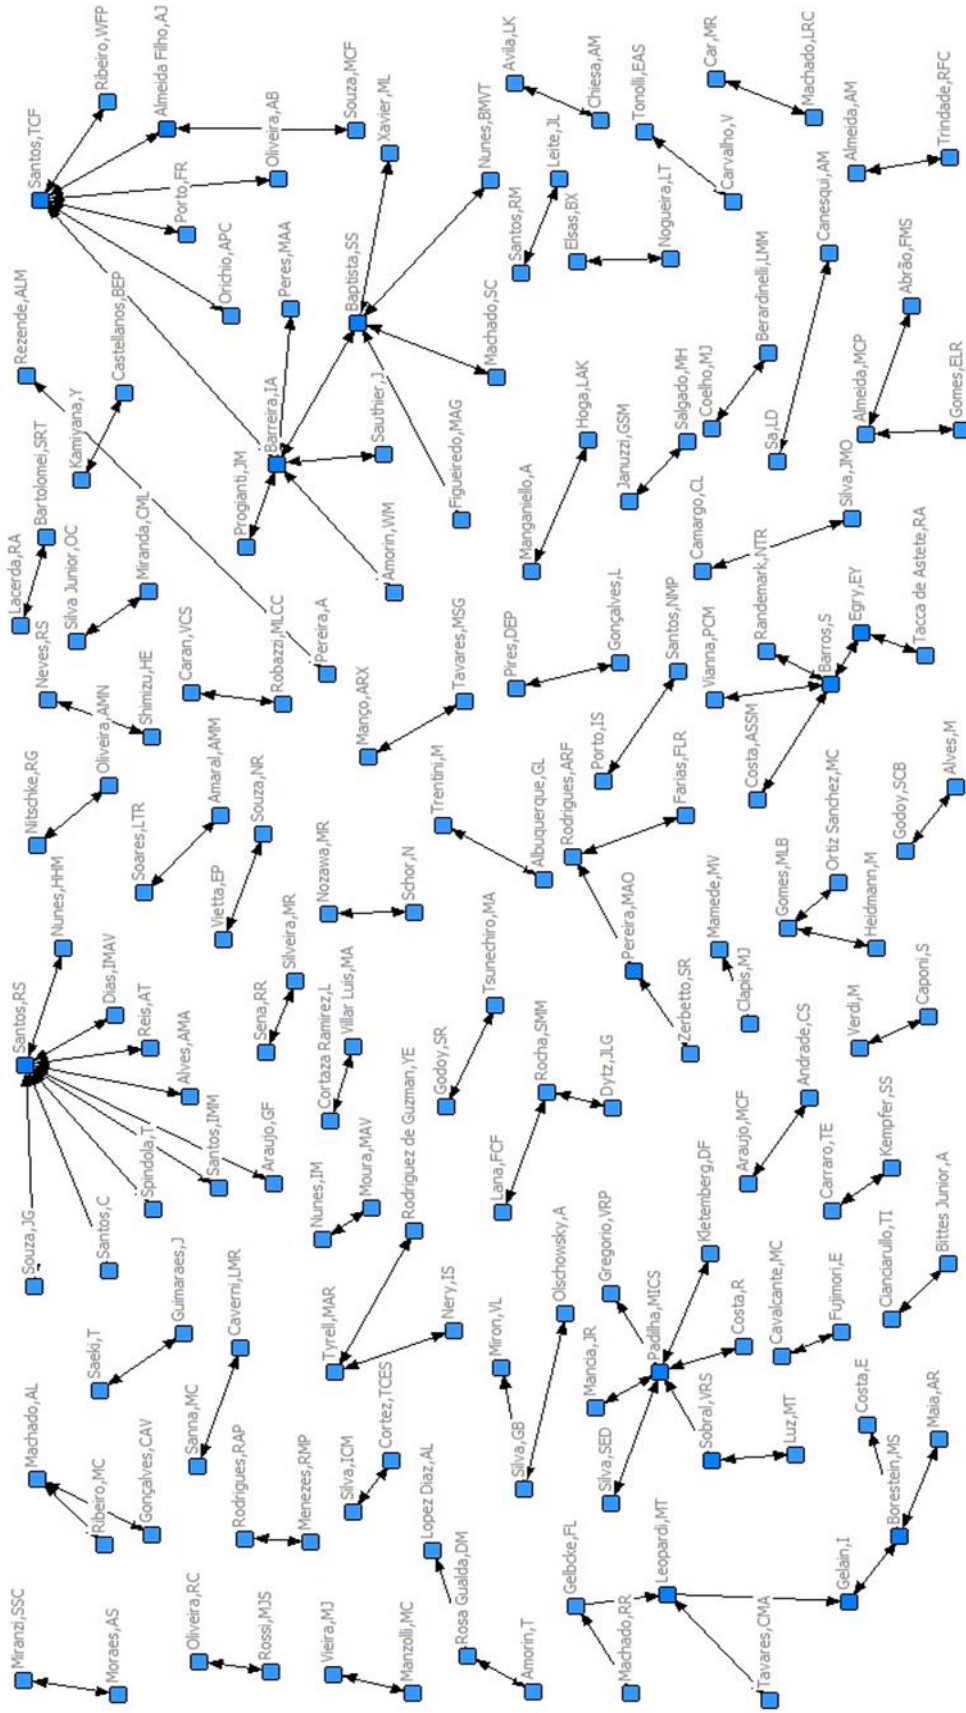 Miranzi,SSC
Moraes,AS
Machado,AL
Ribeiro,MC
Gonçalves,CAV
Saeki,T
Guimaraes,J
Souza,JG
Santos,C
Spindola,T
Santos,IMM
Araujo,GF
Santos,RS
Alves,AMA
Reis,AT
Dias,IMAV
Nunes,HHM
Nitschke,RG
Oliveira,AMN
Neves,RS
Shimizu,HE
Lacerda,RA
Bartolomei,SRT
Silva Junior,OC
Miranda,CML
Kamiyana,Y
Castellanos,BEP
Rezende,ALM
Santos,TCF
Ribeiro,WFP
Almeida Filho,AJ
Oliveira,AB
Porto,FR
Orichio,APC
Souza,MCF
Oliveira,RC
Rossi,MJS
Sanna,MC
Caverni,LMR
Rodrigues,RAP
Menezes,RMP
Sena,RR
Silveira,MR
Soares,LTR
Amaral,AMM
Vietta,EP
Souza,NR
Caran,VCS
Robazzi,MLCC
Pereira,A
Progianti,JM
Barreira,IA
Peres,MAA
Sauthier,J
Baptista,SS
Xavier,ML
Nunes,BMVT
Machado,SC
Figueiredo,MAG
Amorin,WM
Vieira,MJ
Manzolli,MC
Silva,ICM
Cortez,TCES
Tyrell,MAR
Nery,IS
Rodriguez de Guzman,YE
Nunes,IM
Moura,MAV
Cortaza Ramirez,L
Villar Luis,MA
Nozawa,MR
Schor,N
Manço,ARX
Tavares,MSG
Trentini,M
Albuquerque,GL
Godoy,SR
Tsunechiro,MA
Lopez Diaz,AL
Rosa Gualda,DM
Amorin,T
Silva,GB
Miron,VL
Olschowsky,A
Lana,FCF
Rocha,SMM
Dytz,JLG
Pires,DEP
Gonçalves,L
Manganiello,A
Hoga,LAK
Santos,RM
Leite,JL
Elsas,BX
Nogueira,LT
Avila,LK
Chiesa,AM
Tonolli,EAS
Carvalho,V
Car,MR
Machado,LRC
Gelbcke,FL
Machado,RR
Leopardi,MT
Tavares,CMA
Gelain,I
Borestein,MS
Costa,E
Maia,AR
Silva,SED
Mancia,JR
Gregorio,VRP
Padilha,MICS
Kletemberg,DF
Costa,R
Sobral,VRS
Luz,MT
Cavalcante,MC
Fujimori,E
Cianciarullo,TI
Bittes Junior,A
Araujo,MCF
Andrade,CS
Carraro,TE
Kempfer,SS
Zerbetto,SR
Pereira,MAO
Rodrigues,ARF
Farias,FLR
Clapis,MJ
Mamede,MV
Verdi,M
Caponi,S
Gomes,MLB
Ortiz Sanchez,MC
Heidmann,M
Godoy,SCB
Alves,M
Porto,IS
Santos,NMP
Costa,ASSM
Vianna,PCM
Randemark,NTR
Barros,S
Egry,EY
Tacca de Astete,RA
Camargo,CL
Silva,JMO
Januzzi,GSM
Salgado,MH
Coelho,MJ
Berardinelli,LMM
Sa,LD
Canesqui,AM
Almeida,MCP
Abrão,FMS
Gomes,ELR
Almeida,AM
Trindade,RFC